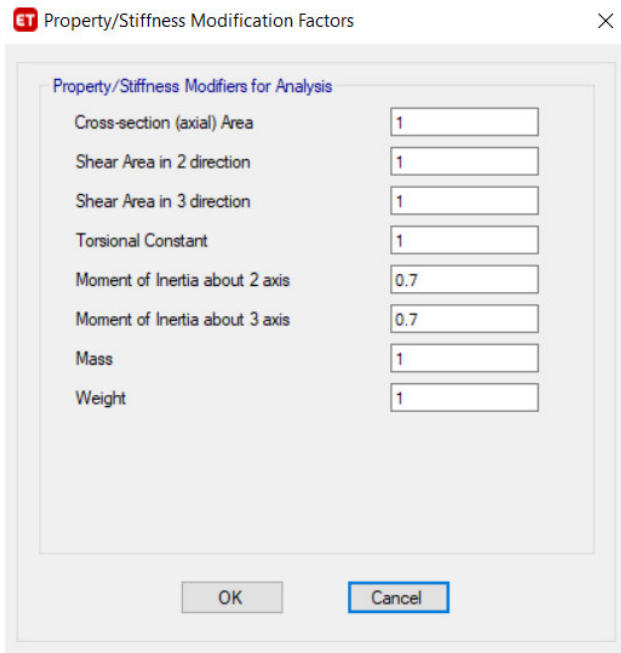 ET Property/Stiffness Modification Factors
Property/Stiffness Modifiers for Analysis
Cross-section (axial) Area 1
Shear Area in 2 direction 1
Shear Area in 3 direction 1
Torsional Constant 1
Moment of Inertia about 2 axis 0.7
Moment of Inertia about 3 axis 0.7
Mass 1
Weight 1
OK Cancel